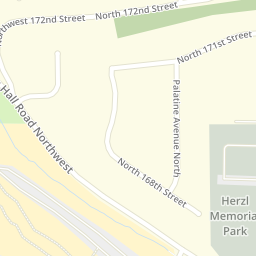 Northwest 172nd Street
North 172nd Street
North 171st Street
Hall Road Northwest
Palatine Avenue North
North 168th Street
Herzl
Memorial
Park